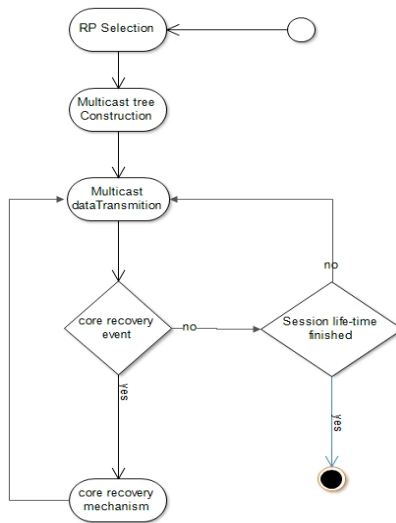 RP Selection
Multicast tree
Construction
Multicast
dataTransmition
no
core recovery
event
no
Session life-time
finished
yes
yes
core recovery
mechanism